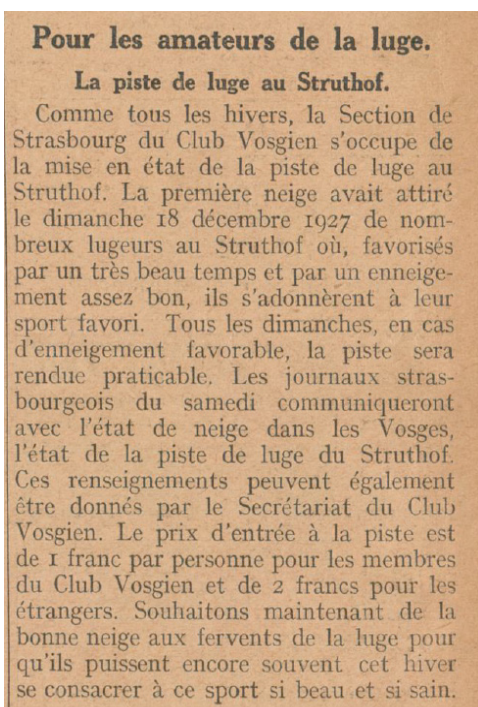 Pour les amateurs de la luge.
La piste de luge au Struthof.
Comme tous les hivers, la Section de
Strasbourg du Club Vosgien s'occupe de
la mise en état de la piste de luge au
Struthof. La première neige avait attiré
le dimanche 18 décembre 1927 de nom-
breux lugeurs au Struthof où, favorisés
par un très beau temps et par un enneige-
ment assez bon, ils s'adonnèrent à leur
sport favori. Tous les dimanches, en cas
d'enneigement favorable, la piste sera
rendue praticable. Les journaux stras-
bourgeois du samedi communiqueront
avec l'état de neige dans les Vosges,
l'état de la piste de luge du Struthof.
Ces renseignements peuvent également
être donnés par le Secrétariat du Club
Vosgien. Le prix d'entrée à la piste est
de 1 franc par personne pour les membres
du Club Vosgien et de 2 francs pour les
étrangers. Souhaitons maintenant de la
bonne neige aux fervents de la luge pour
qu'ils puissent encore souvent cet hiver
se consacrer à ce sport si beau et si sain.